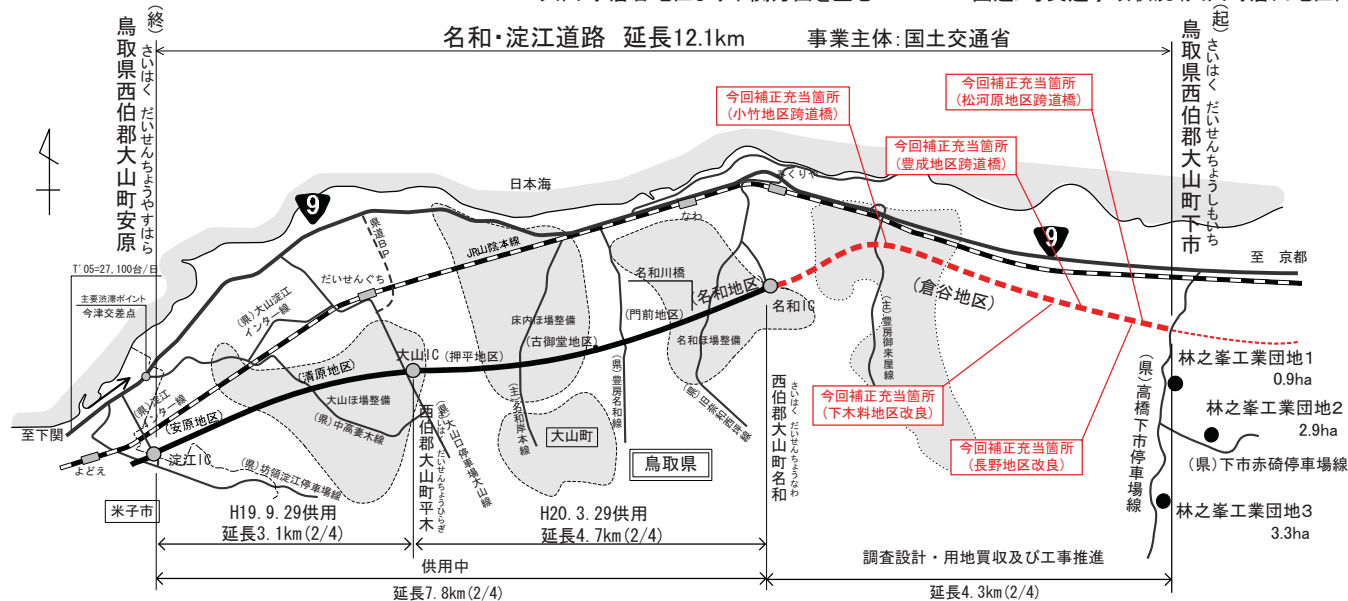 名和・淀江道路 延長12.1km 事業主体:国土交通省
(終)
鳥取県西伯郡大山町安原
さいはく だいせんちょうやすはら
(起)
鳥取県西伯郡大山町下市
さいはく だいせんちょうしもいち
今回補正充当箇所
(小竹地区跨道橋)
今回補正充当箇所
(松河原地区跨道橋)
今回補正充当箇所
(豊成地区跨道橋)
日本海
みくりや
9
県道BP
なわ
JR山陰本線
9
至 京都
T'05=27,100台/日
主要渋滞ポイント
今津交差点
だいせんぐち
(県)大山淀江
インター線
名和川橋
(名和地区)
名和IC
(倉谷地区)
床内ほ場整備
(古御堂地区)
(門前地区)
名和ほ場整備
(主)豊房御来屋線
大山IC
(押平地区)
(清原地区)
大山ほ場整備
(県)中高妻木線
(県)淀江
インター線
(安原地区)
至下関
よどえ
淀江IC
(県)坊領淀江停車場線
米子市
西伯郡大山町平木
さいはく だいせんちょうひらぎ
(県)大山口停車場大山線
(主)名和岸本線
(県)豊房名和線
大山町
鳥取県
(県)旧奈和西坪線
西伯郡大山町名和
さいはく だいせんちょうなわ
今回補正充当箇所
(下木料地区改良)
今回補正充当箇所
(長野地区改良)
(県)高橋下市停車場線
林之峯工業団地1
0.9ha
林之峯工業団地2
2.9ha
(県)下市赤碕停車場線
林之峯工業団地3
3.3ha
H19.9.29供用
延長3.1km(2/4)
H20.3.29供用
延長4.7km(2/4)
供用中
延長7.8km(2/4)
調査設計・用地買収及び工事推進
延長4.3km(2/4)